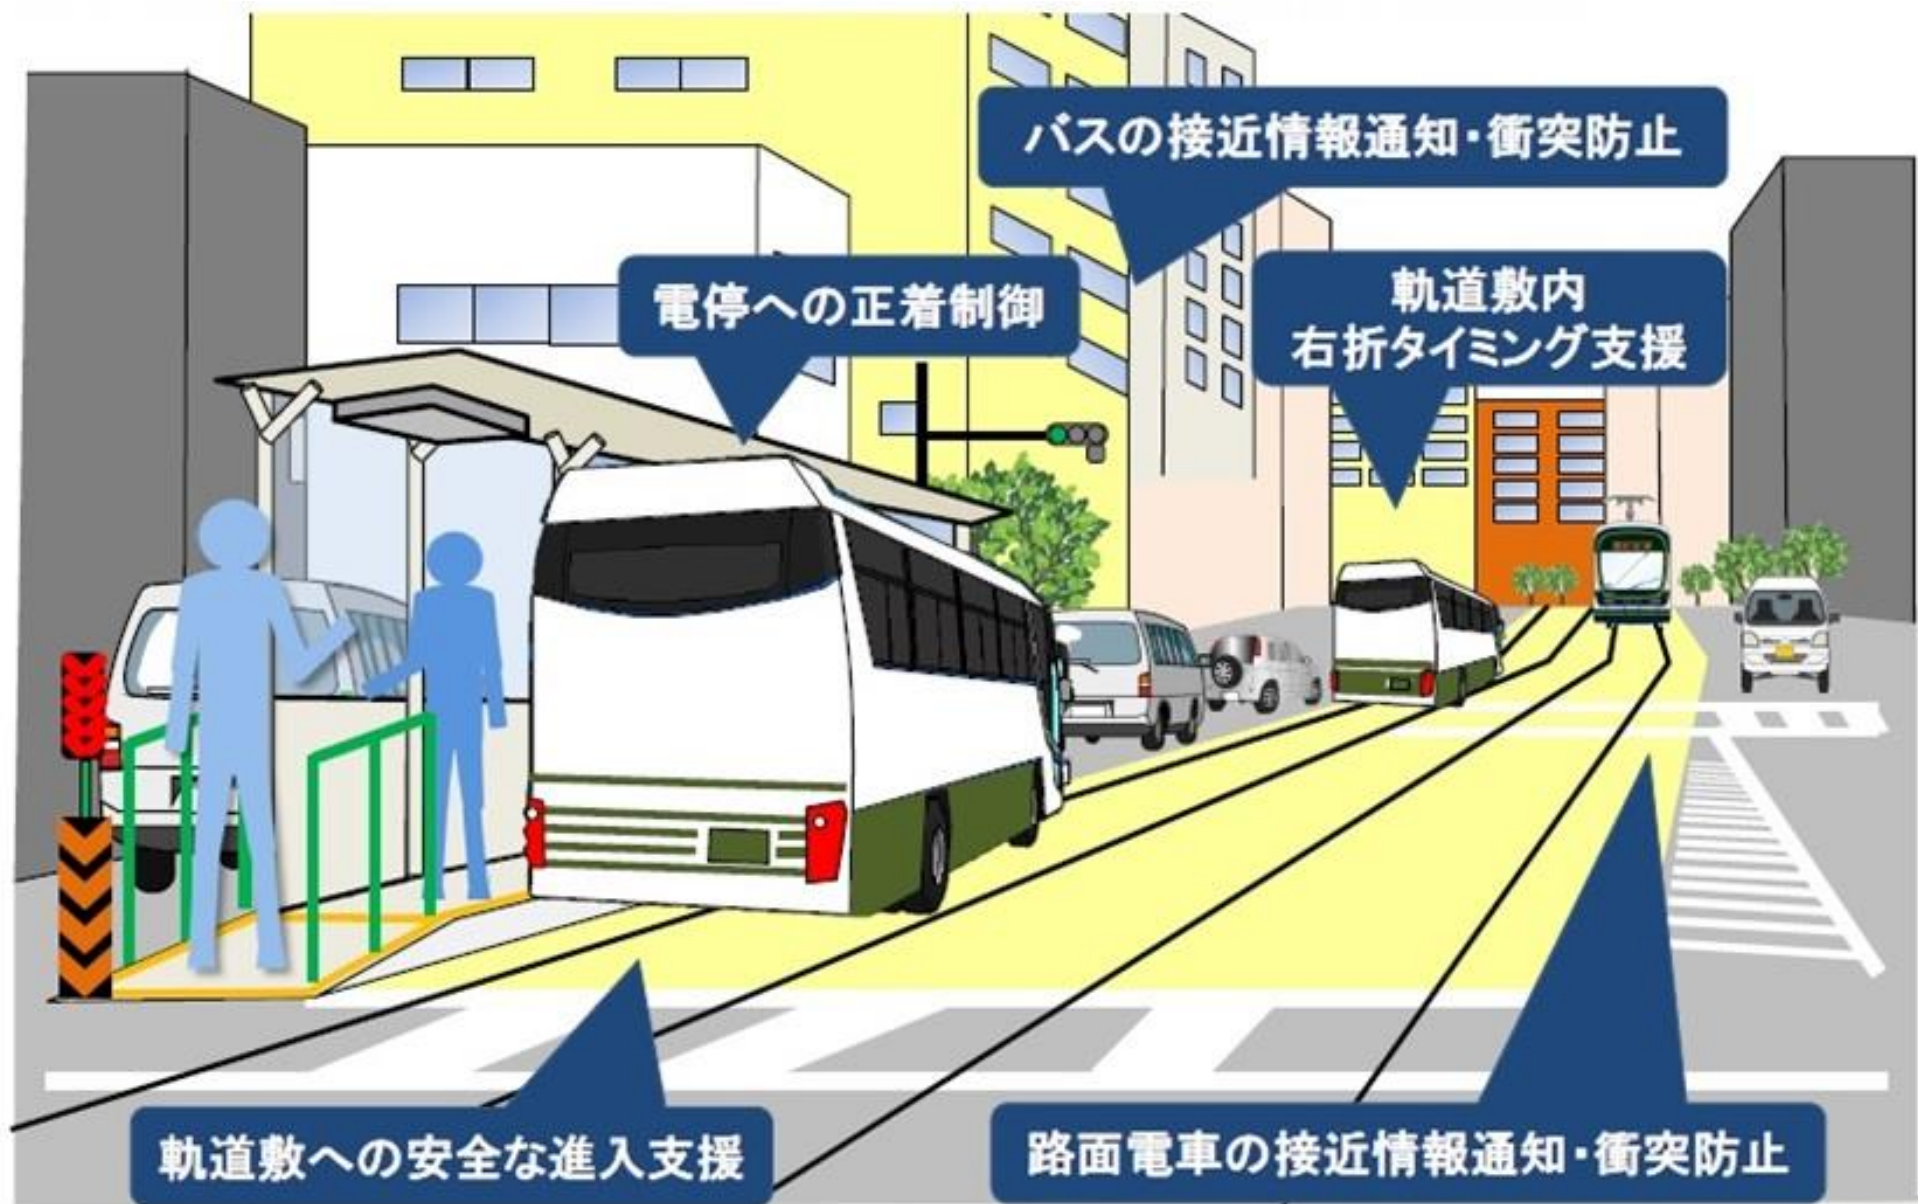 バスの接近情報通知・衝突防止
電停への正着制御
軌道敷内
右折タイミング支援
軌道敷への安全な進入支援
路面電車の接近情報通知・衝突防止